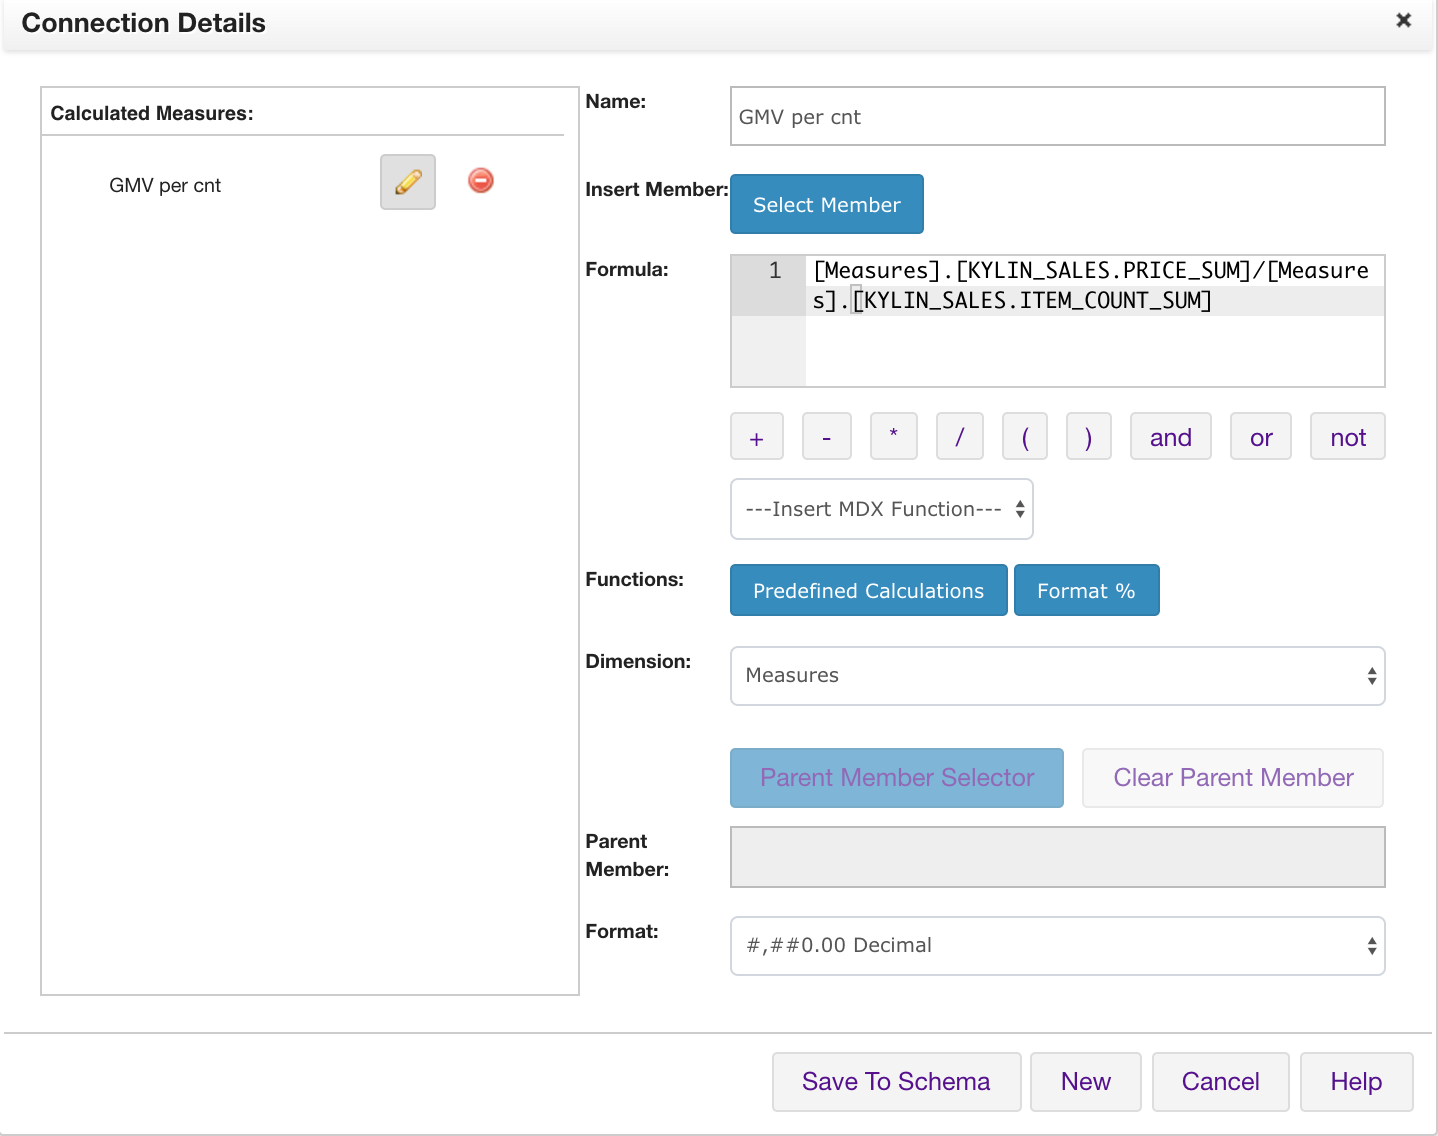 Connection Details
×
Calculated Measures:
GMV per cnt
Name:
GMV per cnt
Insert Member:
Select Member
Formula:
1
[Measures].[KYLIN_SALES.PRICE_SUM]/[Measure
s].[KYLIN_SALES.ITEM_COUNT_SUM]
+ - * / ( ) and or not
---Insert MDX Function---
Functions:
Predefined Calculations Format %
Dimension:
Measures
Parent Member Selector Clear Parent Member
Parent
Member:
Format:
#,##0.00 Decimal
Save To Schema New Cancel Help